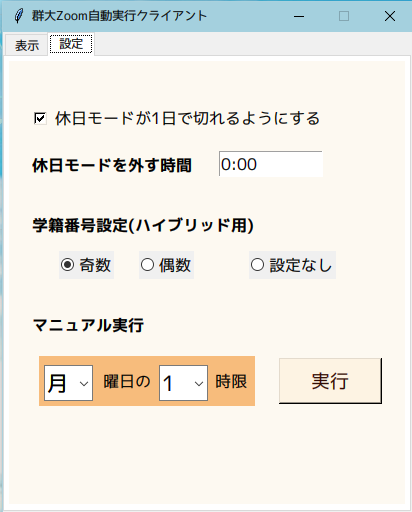 群大Zoom自動実行クライアント
表示 設定
休日モードが1日で切れるようにする
休日モードを外す時間 0:00
学籍番号設定(ハイブリッド用)
奇数 偶数 設定なし
マニュアル実行
月 曜日の 1 時限 実行